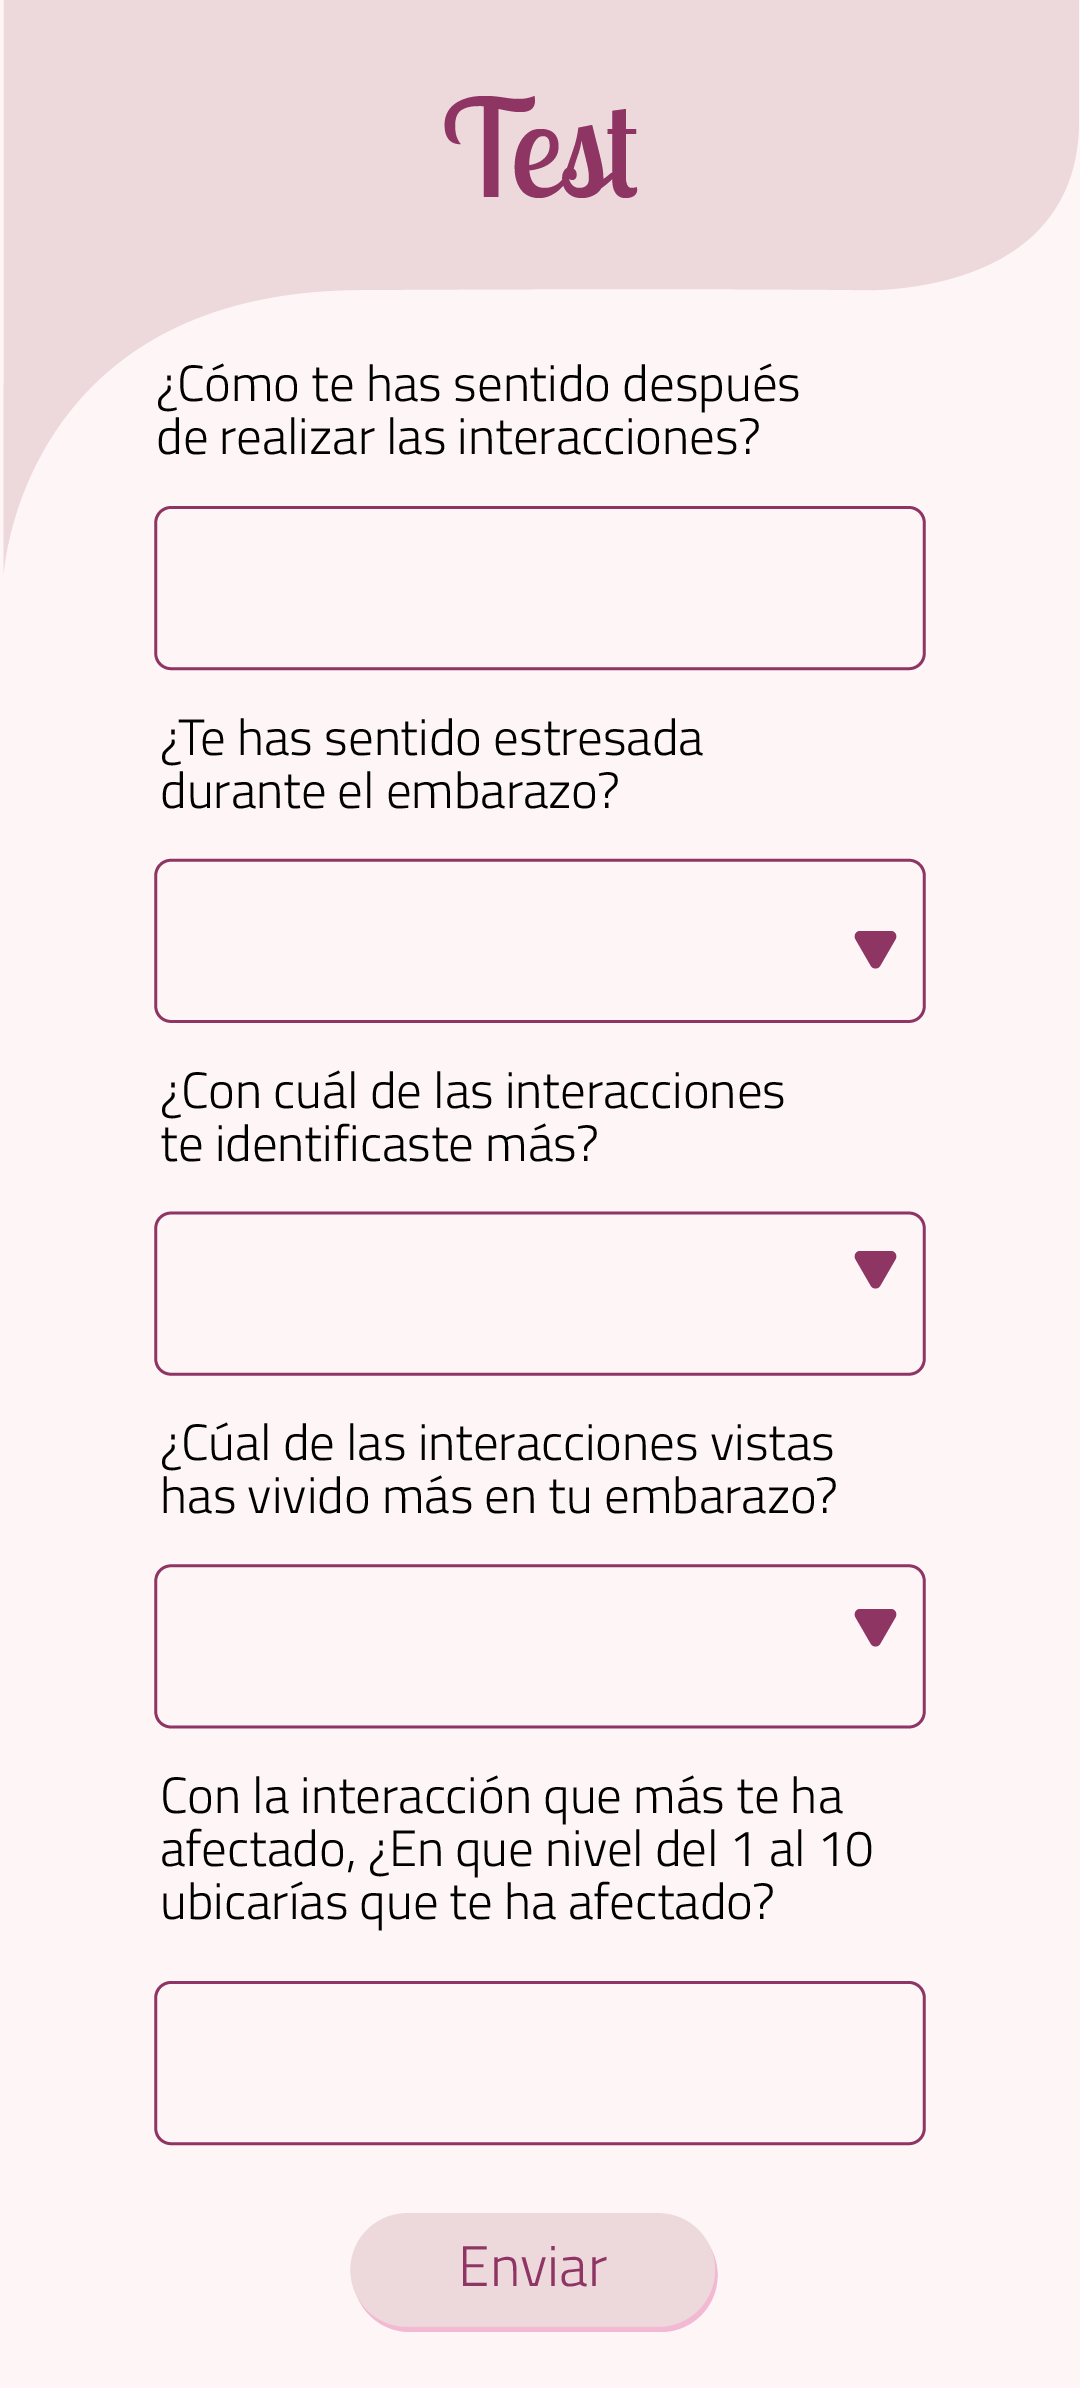 Test
¿Cómo te has sentido después
de realizar las interacciones?
¿Te has sentido estresada
durante el embarazo?
¿Con cuál de las interacciones
te identificaste más?
¿Cúal de las interacciones vistas
has vivido más en tu embarazo?
Con la interacción que más te ha
afectado, ¿En que nivel del 1 al 10
ubicarías que te ha afectado?
Enviar